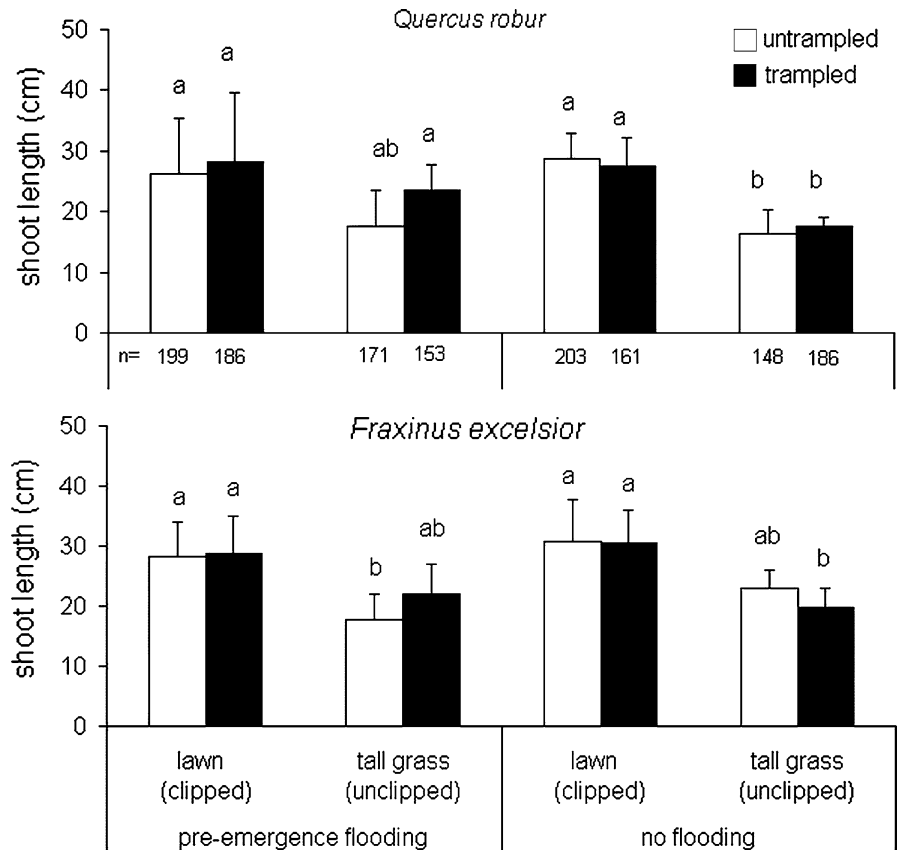 Quercus robur
untrampled
trampled
shoot length (cm)
50
40
30
20
10
0
a a ab a a a b b
n= 199 186 171 153 203 161 148 186
Fraxinus excelsior
shoot length (cm)
50
40
30
20
10
0
a a b ab a a ab b
lawn (clipped)
tall grass (unclipped)
lawn (clipped)
tall grass (unclipped)
pre-emergence flooding
no flooding